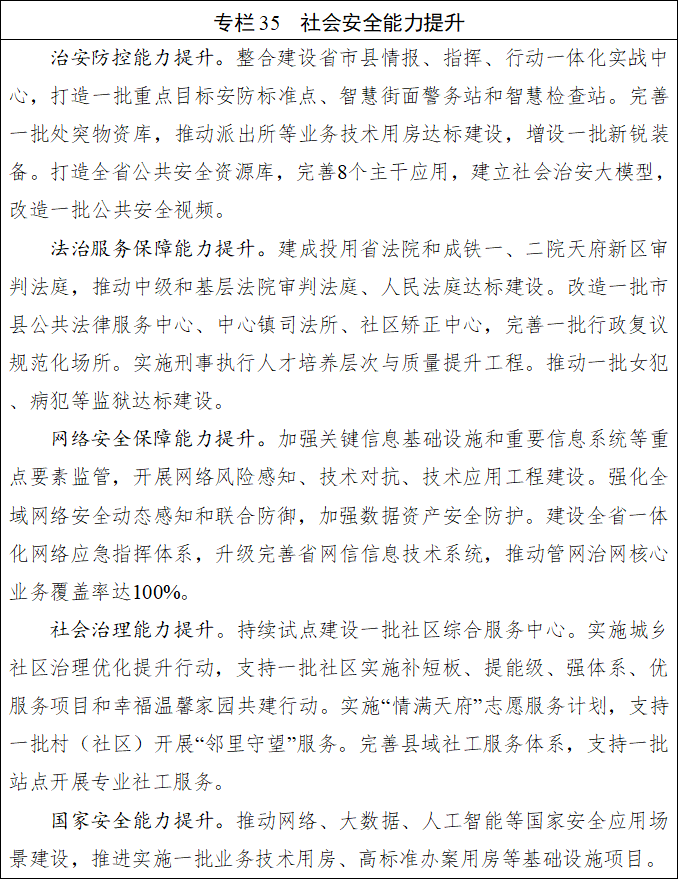 专栏 35　社会安全能力提升
治安防控能力提升。整合建设省市县情报、指挥、行动一体化实战中
心，打造一批重点目标安防标准点、智慧街面警务站和智慧检查站。完善
一批处突物资库，推动派出所等业务技术用房达标建设，增设一批新锐装
备。打造全省公共安全资源库，完善8个主干应用，建立社会治安大模型，
改造一批公共安全视频。
法治服务保障能力提升。建成投用省法院和成铁一、二院天府新区审
判法庭，推动中级和基层法院审判法庭、人民法庭达标建设。改造一批市
县公共法律服务中心、中心镇司法所、社区矫正中心，完善一批行政复议
规范化场所。实施刑事执行人才培养层次与质量提升工程。推动一批女犯
、病犯等监狱达标建设。
网络安全保障能力提升。加强关键信息基础设施和重要信息系统等重
点要素监管，开展网络风险感知、技术对抗、技术应用工程建设。强化全
域网络安全动态感知和联合防御，加强数据资产安全防护。建设全省一体
化网络应急指挥体系，升级完善省网信信息技术系统，推动管网治网核心
业务覆盖率达100%。
社会治理能力提升。持续试点建设一批社区综合服务中心。实施城乡
社区治理优化提升行动，支持一批社区实施补短板、提能级、强体系、优
服务项目和幸福温馨家园共建行动。实施“情满天府”志愿服务计划，支持
一批村（社区）开展“邻里守望”服务。完善县域社工服务体系，支持一批
站点开展专业社工服务。
国家安全能力提升。推动网络、大数据、人工智能等国家安全应用场
景建设，推进实施一批业务技术用房、高标准办案用房等基础设施项目。